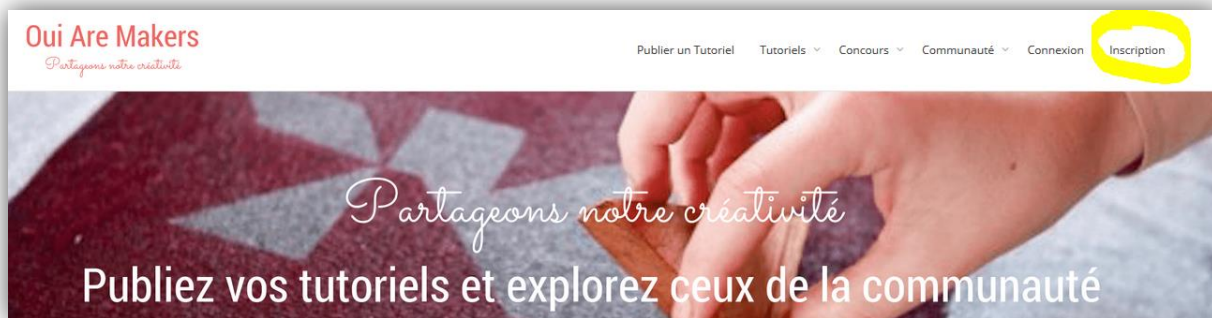 Oui Are Makers
Partageons notre créativité
Publier un Tutoriel Tutoriels Concours Communauté Connexion Inscription
Partageons notre créativité
Publiez vos tutoriels et explorez ceux de la communauté